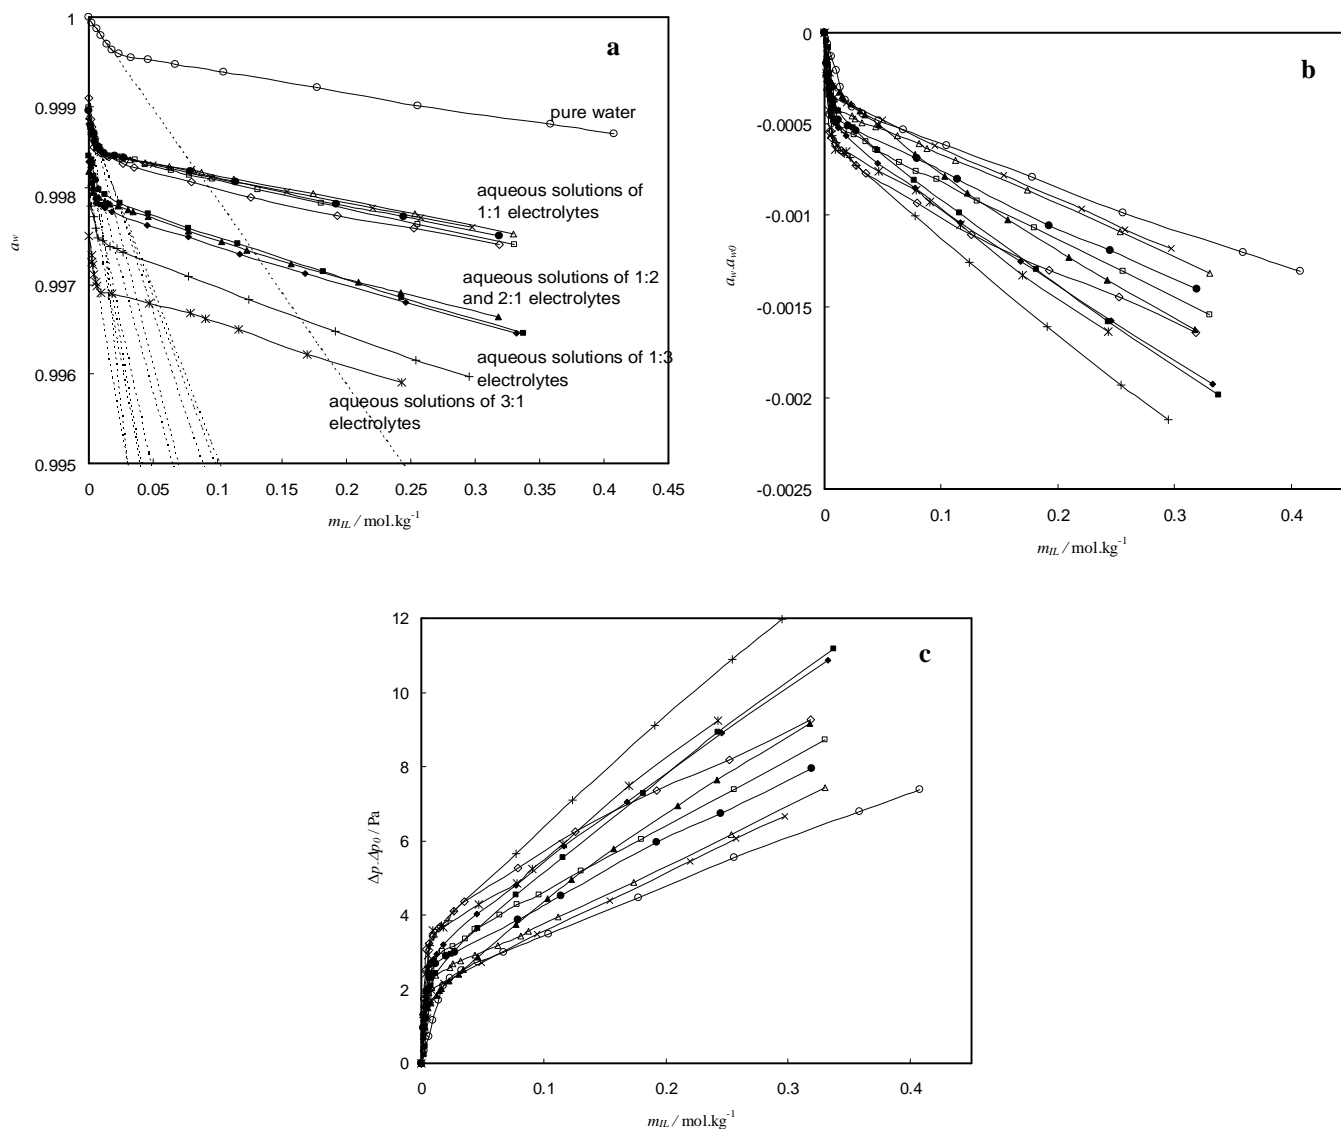 a
1
0.999
0.998
0.997
0.996
0.995
aw
pure water
aqueous solutions of
1:1 electrolytes
aqueous solutions of 1:2
and 2:1 electrolytes
aqueous solutions of 1:3
electrolytes
aqueous solutions of 3:1
electrolytes
0 0.05 0.1 0.15 0.2 0.25 0.3 0.35 0.4 0.45
mIL / mol.kg-1
b
0
-0.0005
-0.001
-0.0015
-0.002
-0.0025
aw-aw0
0 0.1 0.2 0.3 0.4
mIL / mol.kg-1
c
12
10
8
6
4
2
0
Δp-Δp0 / Pa
0 0.1 0.2 0.3 0.4
mIL / mol.kg-1